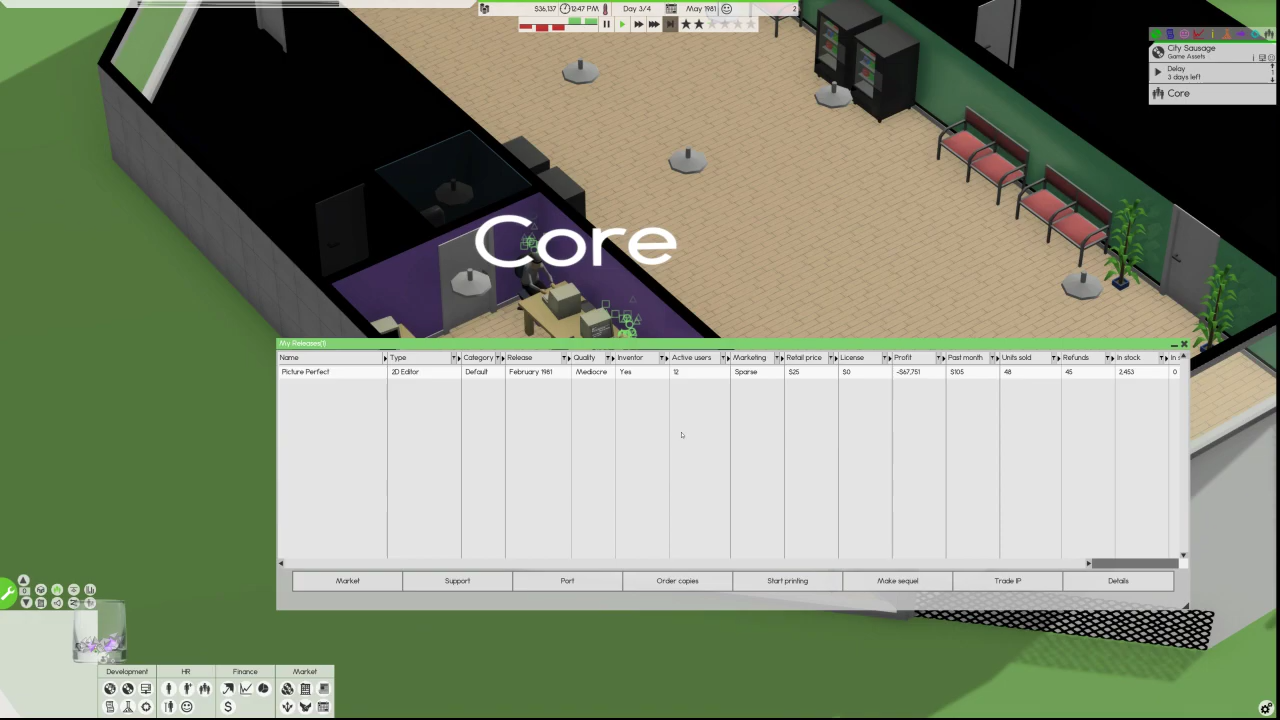 $36.137 12:47 PM Day 3/4 May 1981 2
City Sausage
Game Assets
Delay
3 days left
1
Core
Core
My Releases(1)
Name Type Category Release Quality Inventor Active users Marketing Retail price License Profit Past month Units sold Refunds In stock
Picture Perfect 2D Editor Default February 1981 Mediocre Yes 12 Sparse $25 $0 -$67,751 $105 48 45 2,453 0
Market Support Port Order copies Start printing Make sequel Trade IP Details
0
Development HR Finance Market